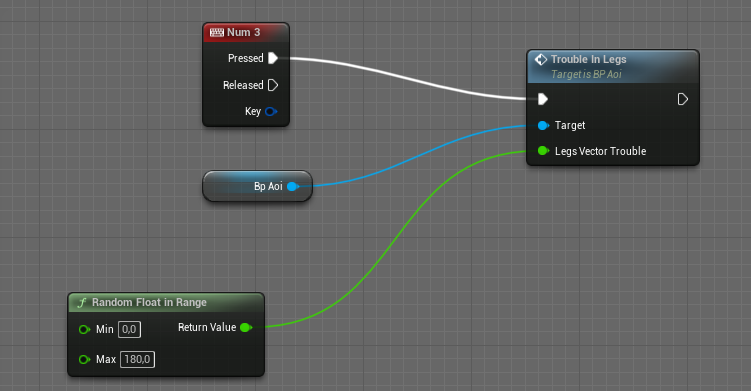 Num 3
Pressed
Released
Key
Trouble In Legs
Target is BP Aoi
Target
Legs Vector Trouble
Bp Aoi
f Random Float in Range
Min 0,0 Return Value
Max 180,0